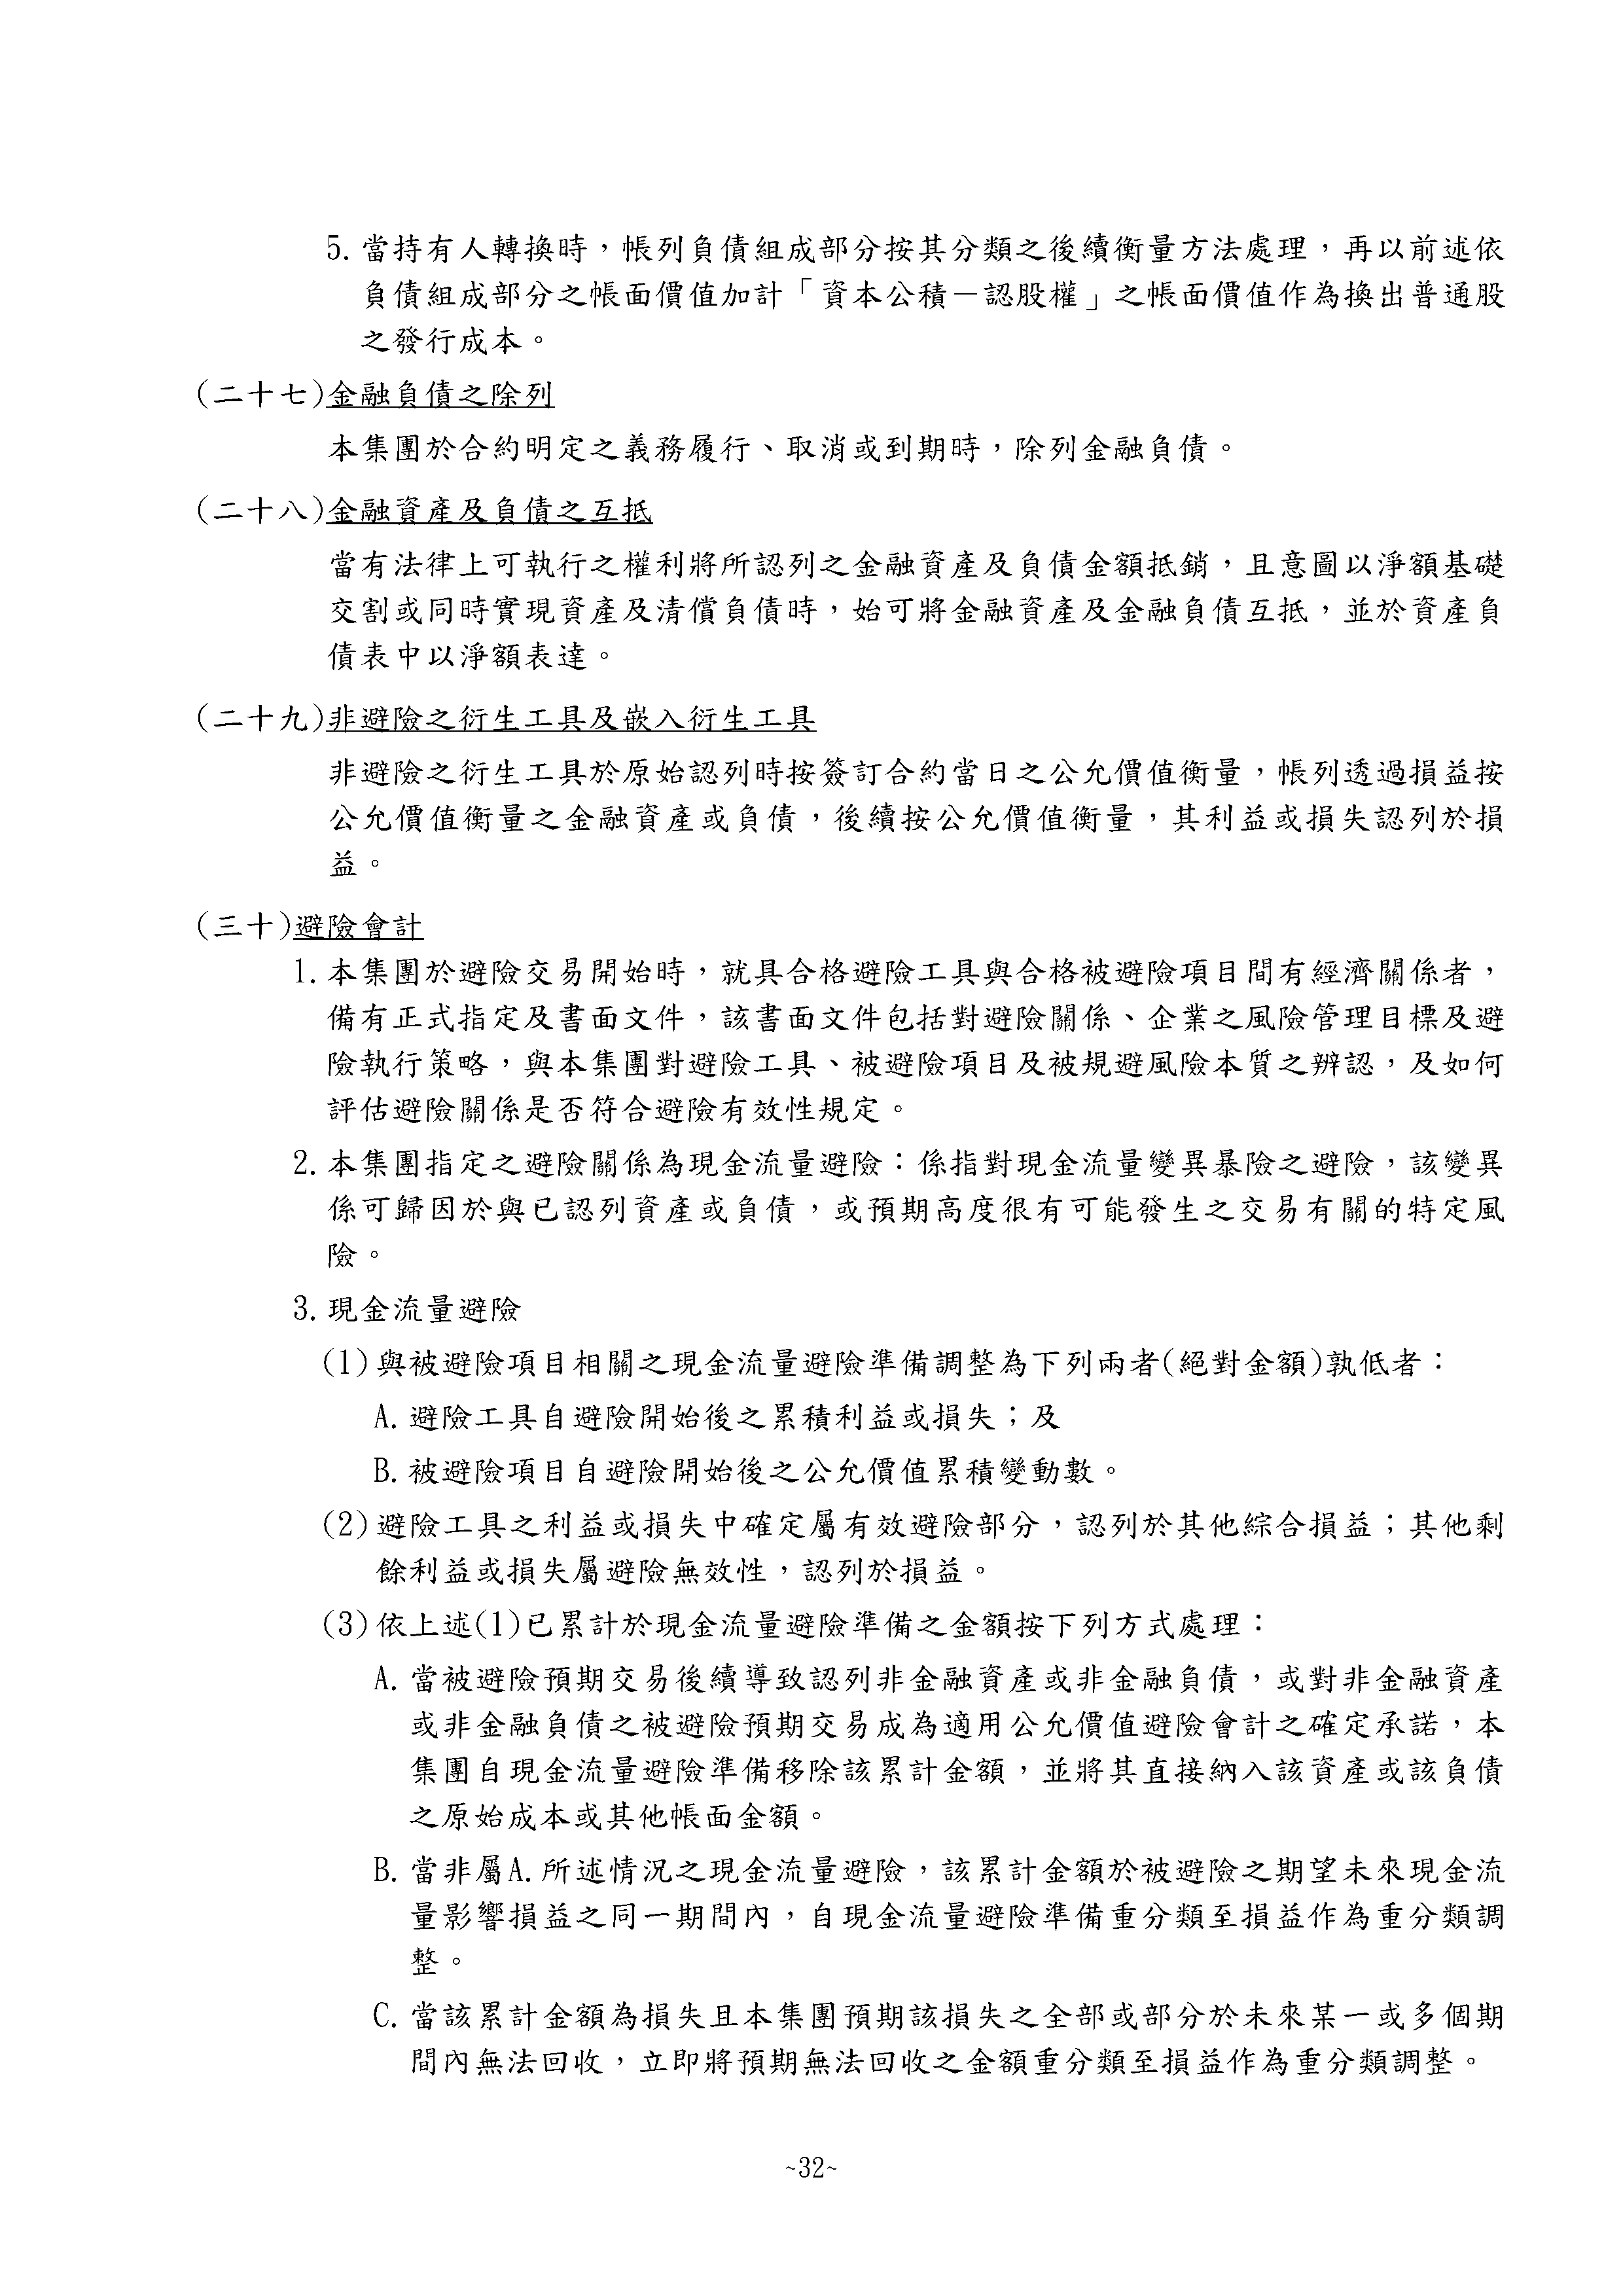 5. 當持有人轉換時，帳列負債組成部分按其分類之後續衡量方法處理，再以前述依
負債組成部分之帳面價值加計「資本公積－認股權」之帳面價值作為換出普通股
之發行成本。
(二十七)金融負債之除列
本集團於合約明定之義務履行、取消或到期時，除列金融負債。
(二十八)金融資產及負債之互抵
當有法律上可執行之權利將所認列之金融資產及負債金額抵銷，且意圖以淨額基礎
交割或同時實現資產及清償負債時，始可將金融資產及金融負債互抵，並於資產負
債表中以淨額表達。
(二十九)非避險之衍生工具及嵌入衍生工具
非避險之衍生工具於原始認列時按簽訂合約當日之公允價值衡量，帳列透過損益按
公允價值衡量之金融資產或負債，後續按公允價值衡量，其利益或損失認列於損
益。
(三十)避險會計
1. 本集團於避險交易開始時，就具合格避險工具與合格被避險項目間有經濟關係者，
備有正式指定及書面文件，該書面文件包括對避險關係、企業之風險管理目標及避
險執行策略，與本集團對避險工具、被避險項目及被規避風險本質之辨認，及如何
評估避險關係是否符合避險有效性規定。
2. 本集團指定之避險關係為現金流量避險：係指對現金流量變異暴險之避險，該變異
係可歸因於與已認列資產或負債，或預期高度很有可能發生之交易有關的特定風
險。
3. 現金流量避險
(1)與被避險項目相關之現金流量避險準備調整為下列兩者(絕對金額)孰低者：
A. 避險工具自避險開始後之累積利益或損失；及
B. 被避險項目自避險開始後之公允價值累積變動數。
(2)避險工具之利益或損失中確定屬有效避險部分，認列於其他綜合損益；其他剩
餘利益或損失屬避險無效性，認列於損益。
(3)依上述(1)已累計於現金流量避險準備之金額按下列方式處理：
A. 當被避險預期交易後續導致認列非金融資產或非金融負債，或對非金融資產
或非金融負債之被避險預期交易成為適用公允價值避險會計之確定承諾，本
集團自現金流量避險準備移除該累計金額，並將其直接納入該資產或該負債
之原始成本或其他帳面金額。
B. 當非屬A.所述情況之現金流量避險，該累計金額於被避險之期望未來現金流
量影響損益之同一期間內，自現金流量避險準備重分類至損益作為重分類調
整。
C. 當該累計金額為損失且本集團預期該損失之全部或部分於未來某一或多個期
間內無法回收，立即將預期無法回收之金額重分類至損益作為重分類調整。
~32~